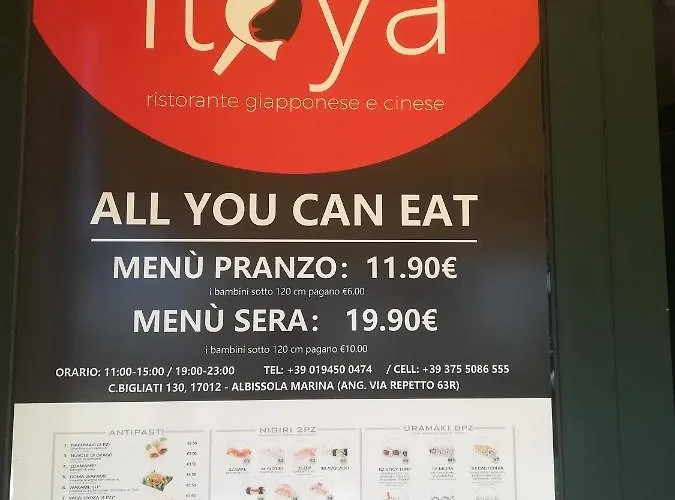 itoya
ristorante giapponese e cinese
ALL YOU CAN EAT
MENÙ PRANZO: 11.90€
i bambini sotto 120 cm pagano €6.00
MENÙ SERA: 19.90€
i bambini sotto 120 cm pagano €10.00
ORARIO: 11:00-15:00 / 19:00-23:00 TEL: +39 019450 0474 / CELL: +39 375 5086 555
C.BIGLIATI 130, 17012 - ALBISSOLA MARINA (ANG. VIA REPETTO 63R)
ANTIPASTI
NIGIRI 2PZ
URAMAKI 8PZ